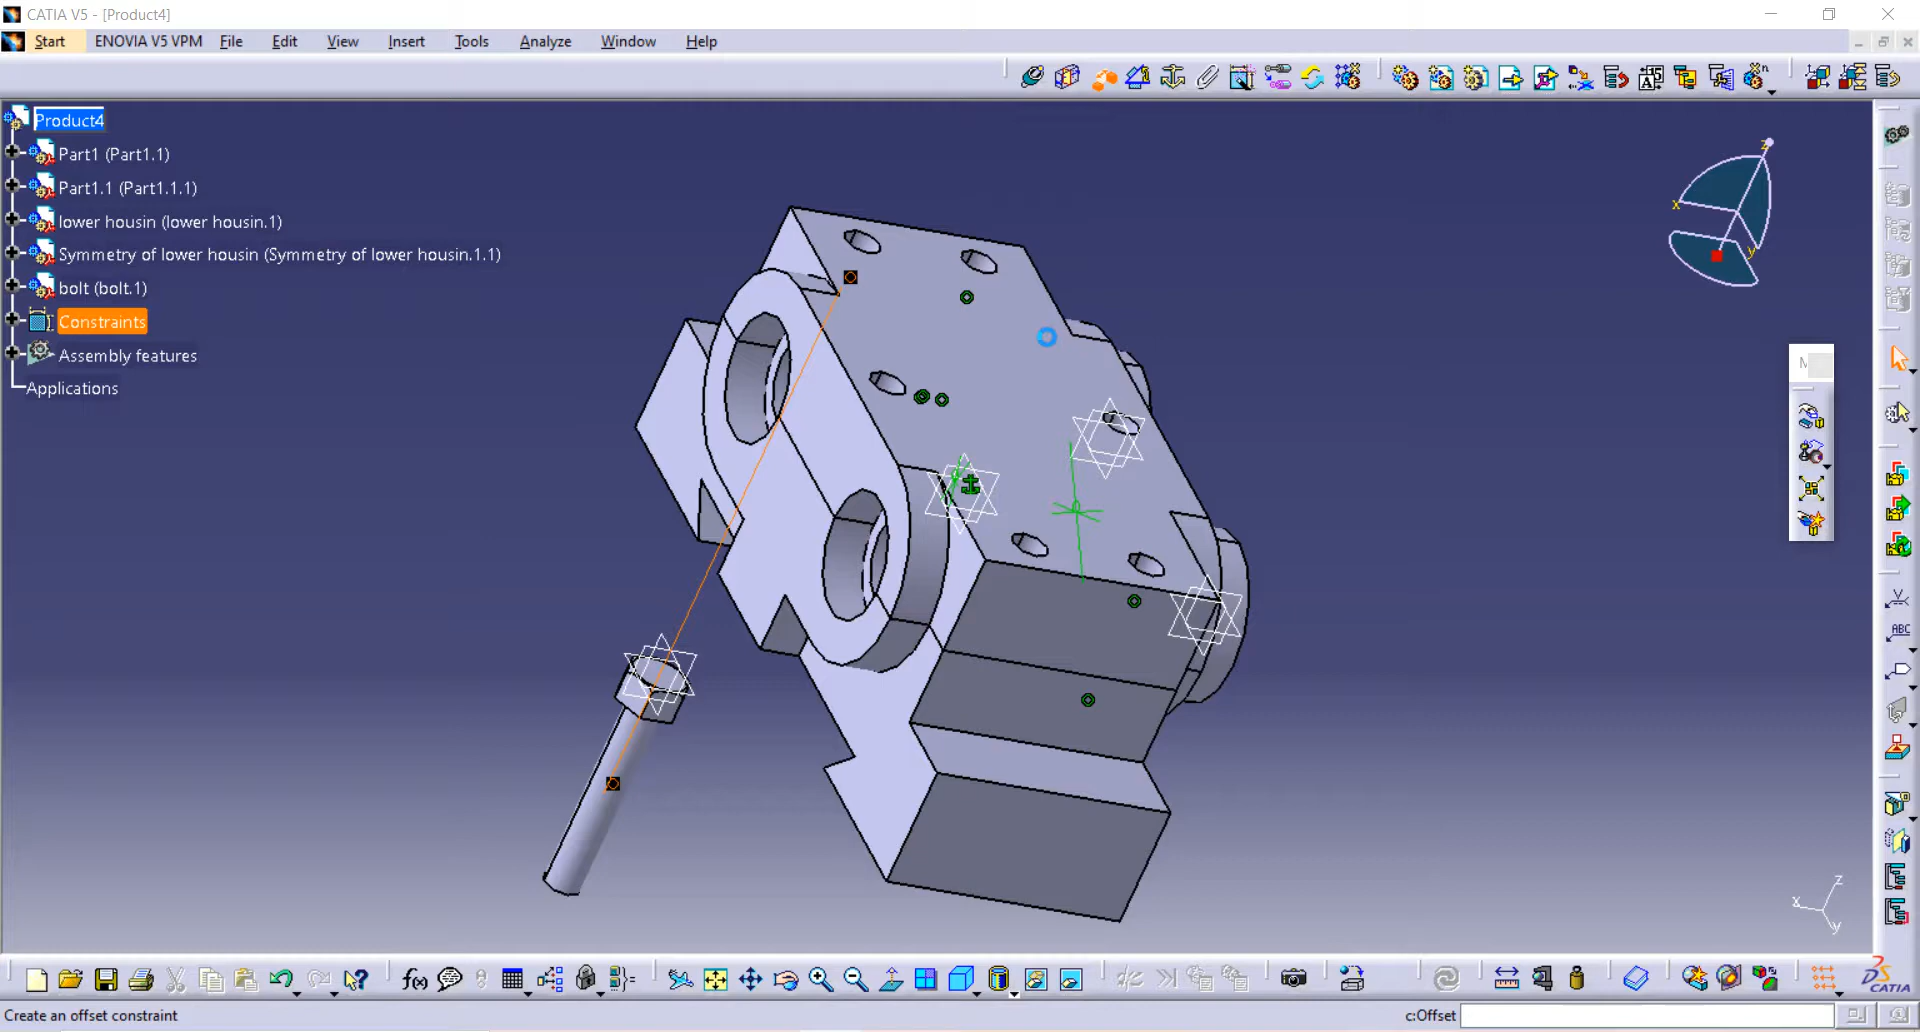 CATIA V5 - [Product4]
Start ENOVIA V5 VPM File Edit View Insert Tools Analyze Window Help
Product4
Part1 (Part1.1)
Part1.1 (Part1.1.1)
lower housin (lower housin.1)
Symmetry of lower housin (Symmetry of lower housin.1.1)
bolt (bolt.1)
Constraints
Assembly features
Applications
z
x
y
M
ABC
z
x
y
f(x)
CATIA
Create an offset constraint
c:Offset